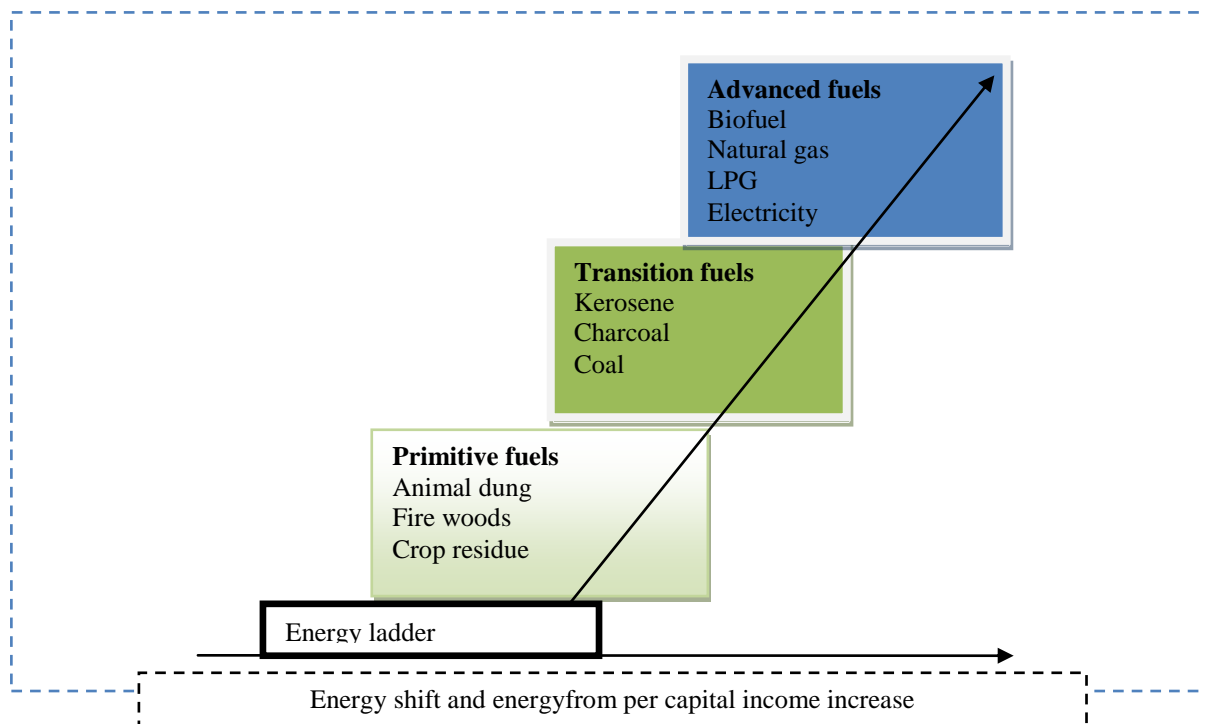 Advanced fuels
Biofuel
Natural gas
LPG
Electricity
Transition fuels
Kerosene
Charcoal
Coal
Primitive fuels
Animal dung
Fire woods
Crop residue
Energy ladder
Energy shift and energyfrom per capital income increase